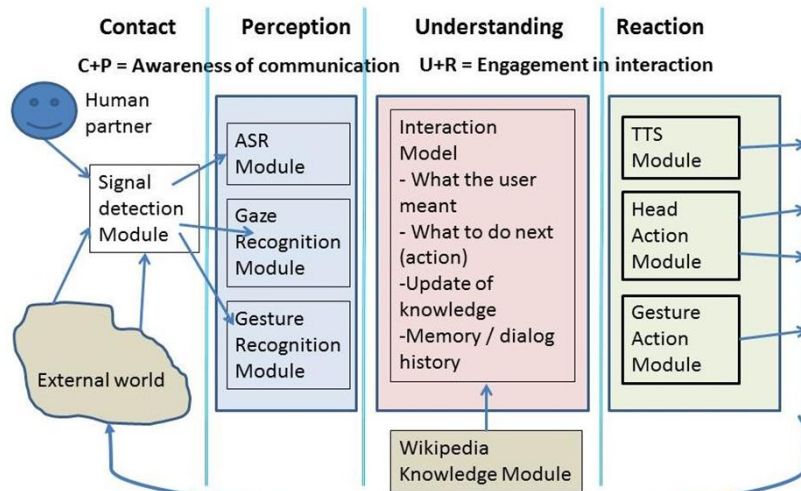 Contact
Perception
Understanding
Reaction
C+P = Awareness of communication
U+R = Engagement in interaction
Human
partner
Signal
detection
Module
External world
ASR
Module
Gaze
Recognition
Module
Gesture
Recognition
Module
Interaction
Model
- What the user
meant
- What to do next
(action)
-Update of
knowledge
-Memory / dialog
history
Wikipedia
Knowledge Module
TTS
Module
Head
Action
Module
Gesture
Action
Module